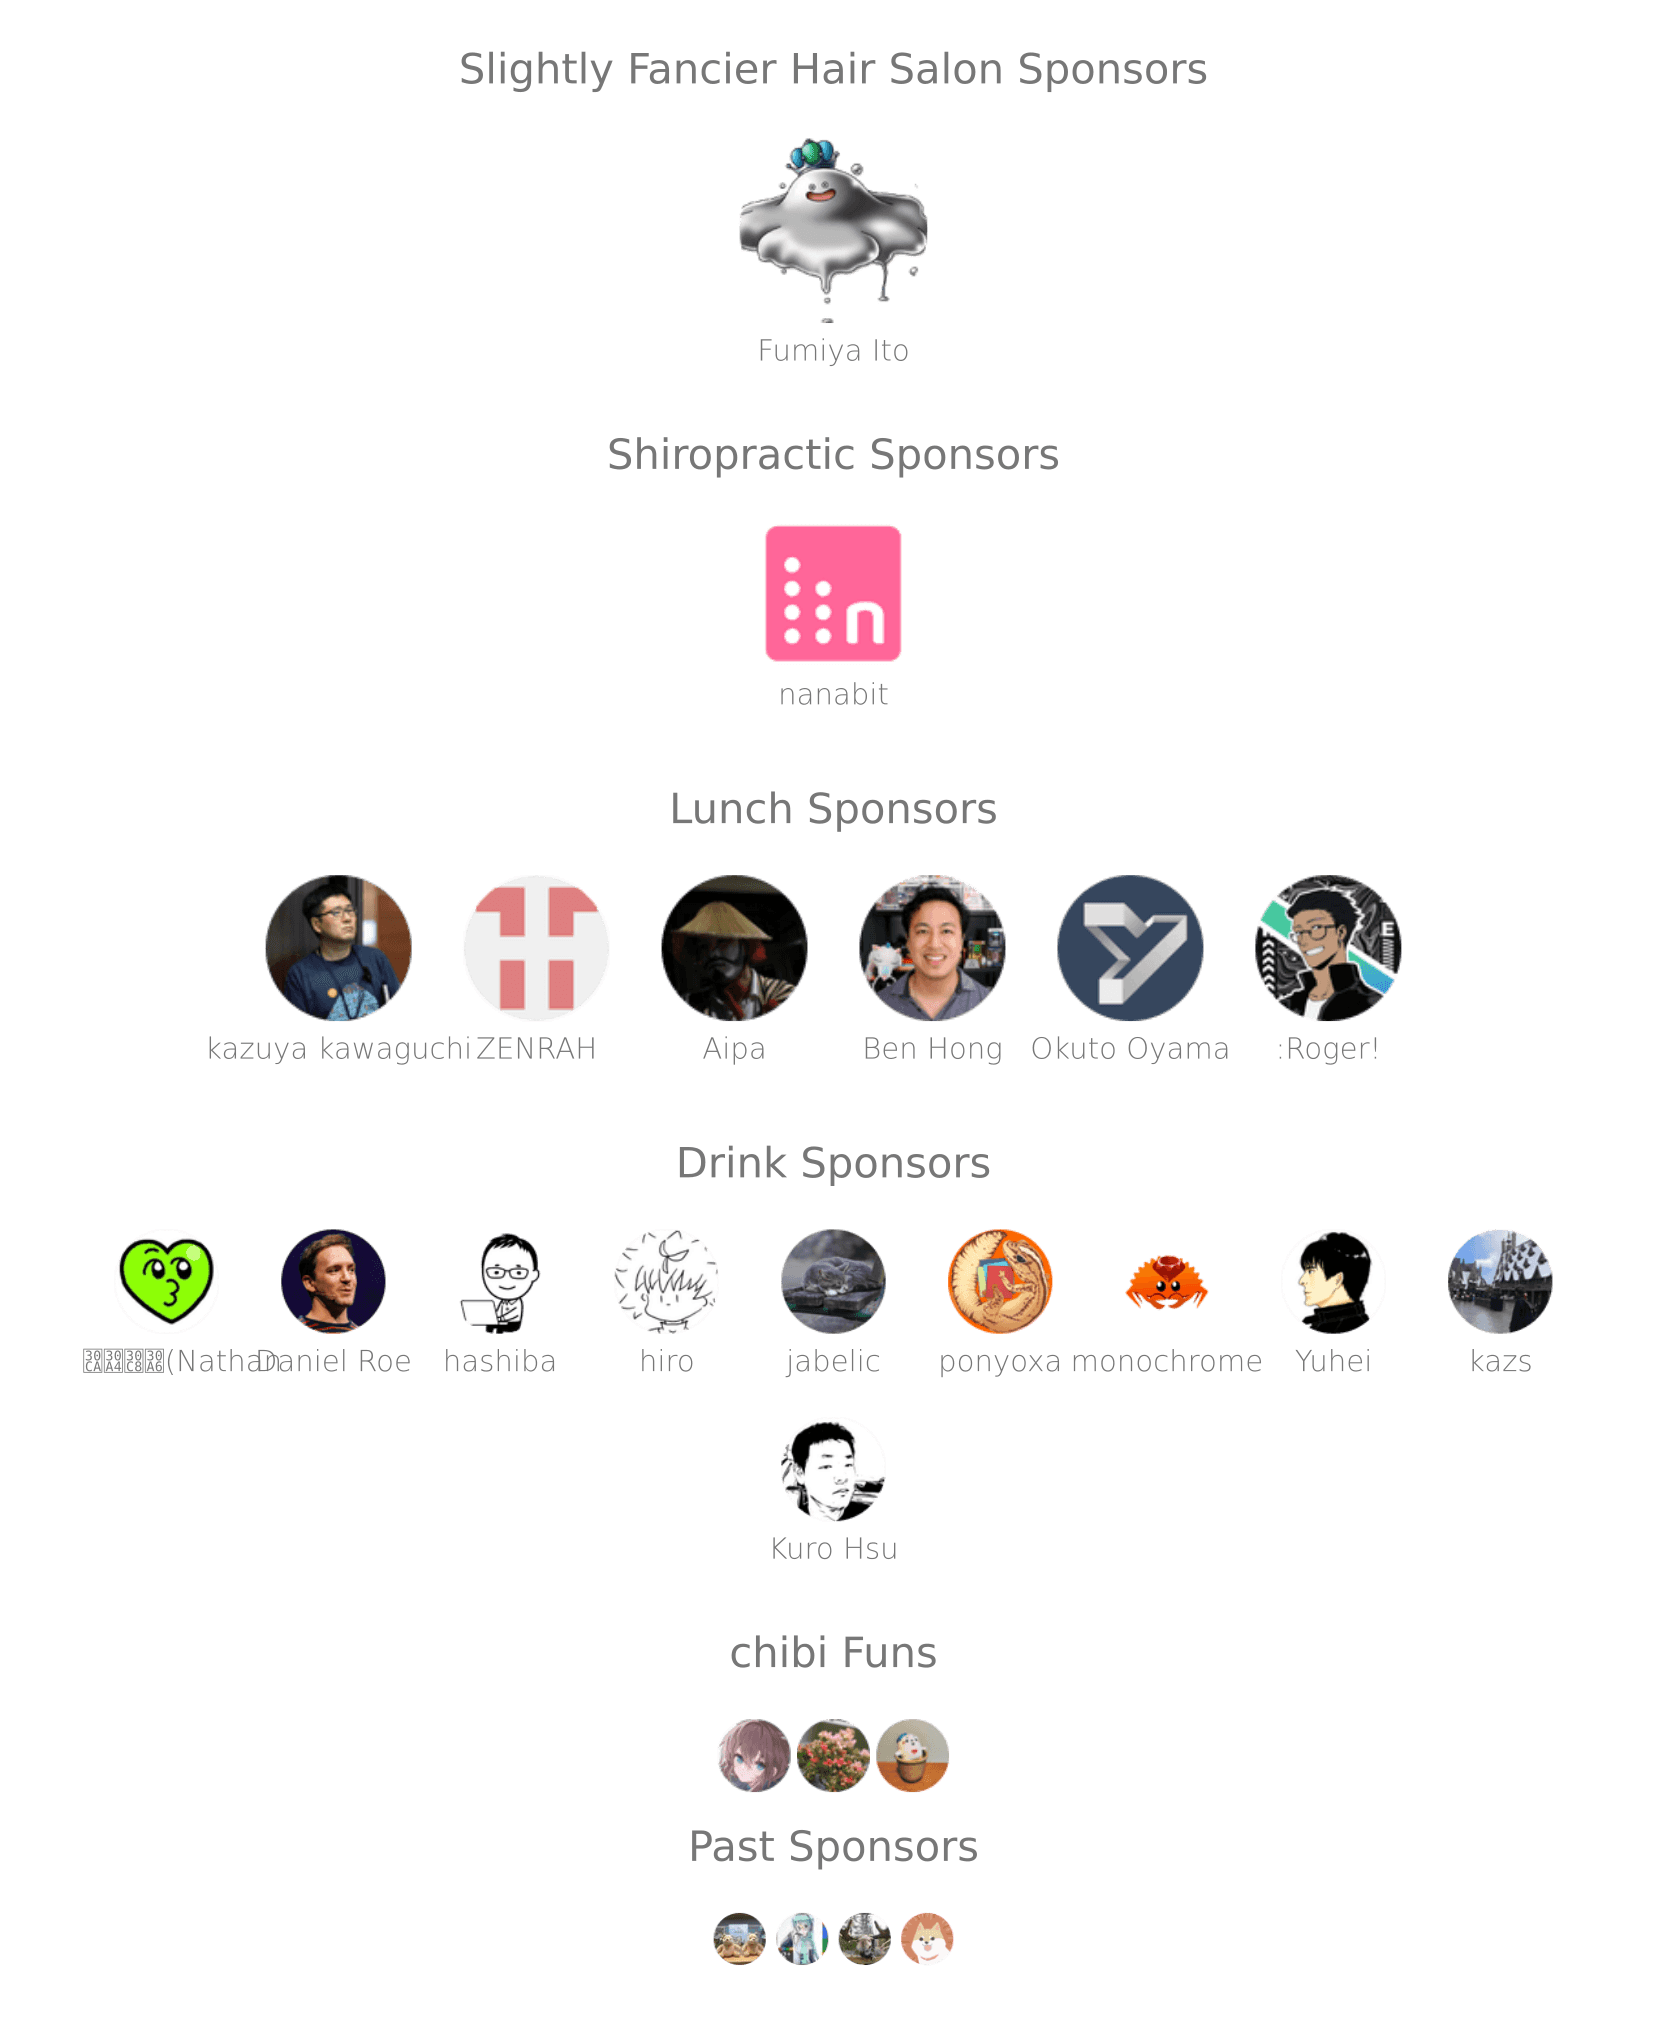 Slightly Fancier Hair Salon Sponsors
Fumiya Ito
Shiropractic Sponsors
n
nanabit
Lunch Sponsors
kazuya kawaguchi ZENRAH Aipa Ben Hong Okuto Oyama :Roger!
Drink Sponsors
(Nathan Daniel Roe hashiba hiro jabelic ponyoxa monochrome Yuhei kazs
Kuro Hsu
chibi Funs
Past Sponsors